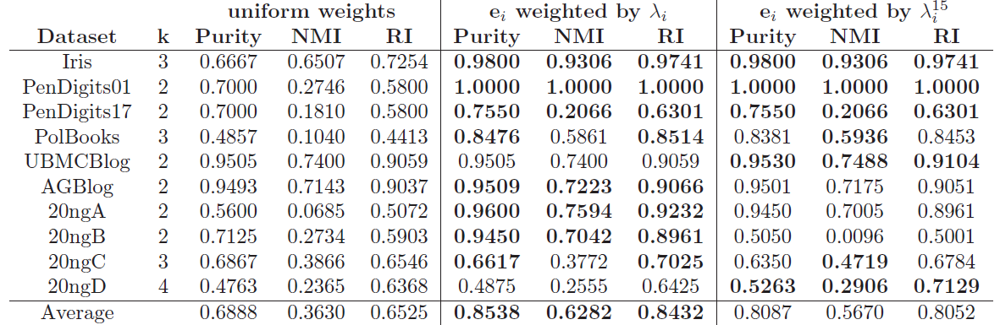 uniform weights e_i weighted by λ_i e_i weighted by λ_i^15
Dataset k Purity NMI RI Purity NMI RI Purity NMI RI
Iris 3 0.6667 0.6507 0.7254 0.9800 0.9306 0.9741 0.9800 0.9306 0.9741
PenDigits01 2 0.7000 0.2746 0.5800 1.0000 1.0000 1.0000 1.0000 1.0000 1.0000
PenDigits17 2 0.7000 0.1810 0.5800 0.7550 0.2066 0.6301 0.7550 0.2066 0.6301
PolBooks 3 0.4857 0.1040 0.4413 0.8476 0.5861 0.8514 0.8381 0.5936 0.8453
UBMCBlog 2 0.9505 0.7400 0.9059 0.9505 0.7400 0.9059 0.9530 0.7488 0.9104
AGBlog 2 0.9493 0.7143 0.9037 0.9509 0.7223 0.9066 0.9501 0.7175 0.9051
20ngA 2 0.5600 0.0685 0.5072 0.9600 0.7594 0.9232 0.9450 0.7005 0.8961
20ngB 2 0.7125 0.2734 0.5903 0.9450 0.7042 0.8961 0.5050 0.0096 0.5001
20ngC 3 0.6867 0.3866 0.6546 0.6617 0.3772 0.7025 0.6350 0.4719 0.6784
20ngD 4 0.4763 0.2365 0.6368 0.4875 0.2555 0.6425 0.5263 0.2906 0.7129
Average 0.6888 0.3630 0.6525 0.8538 0.6282 0.8432 0.8087 0.5670 0.8052